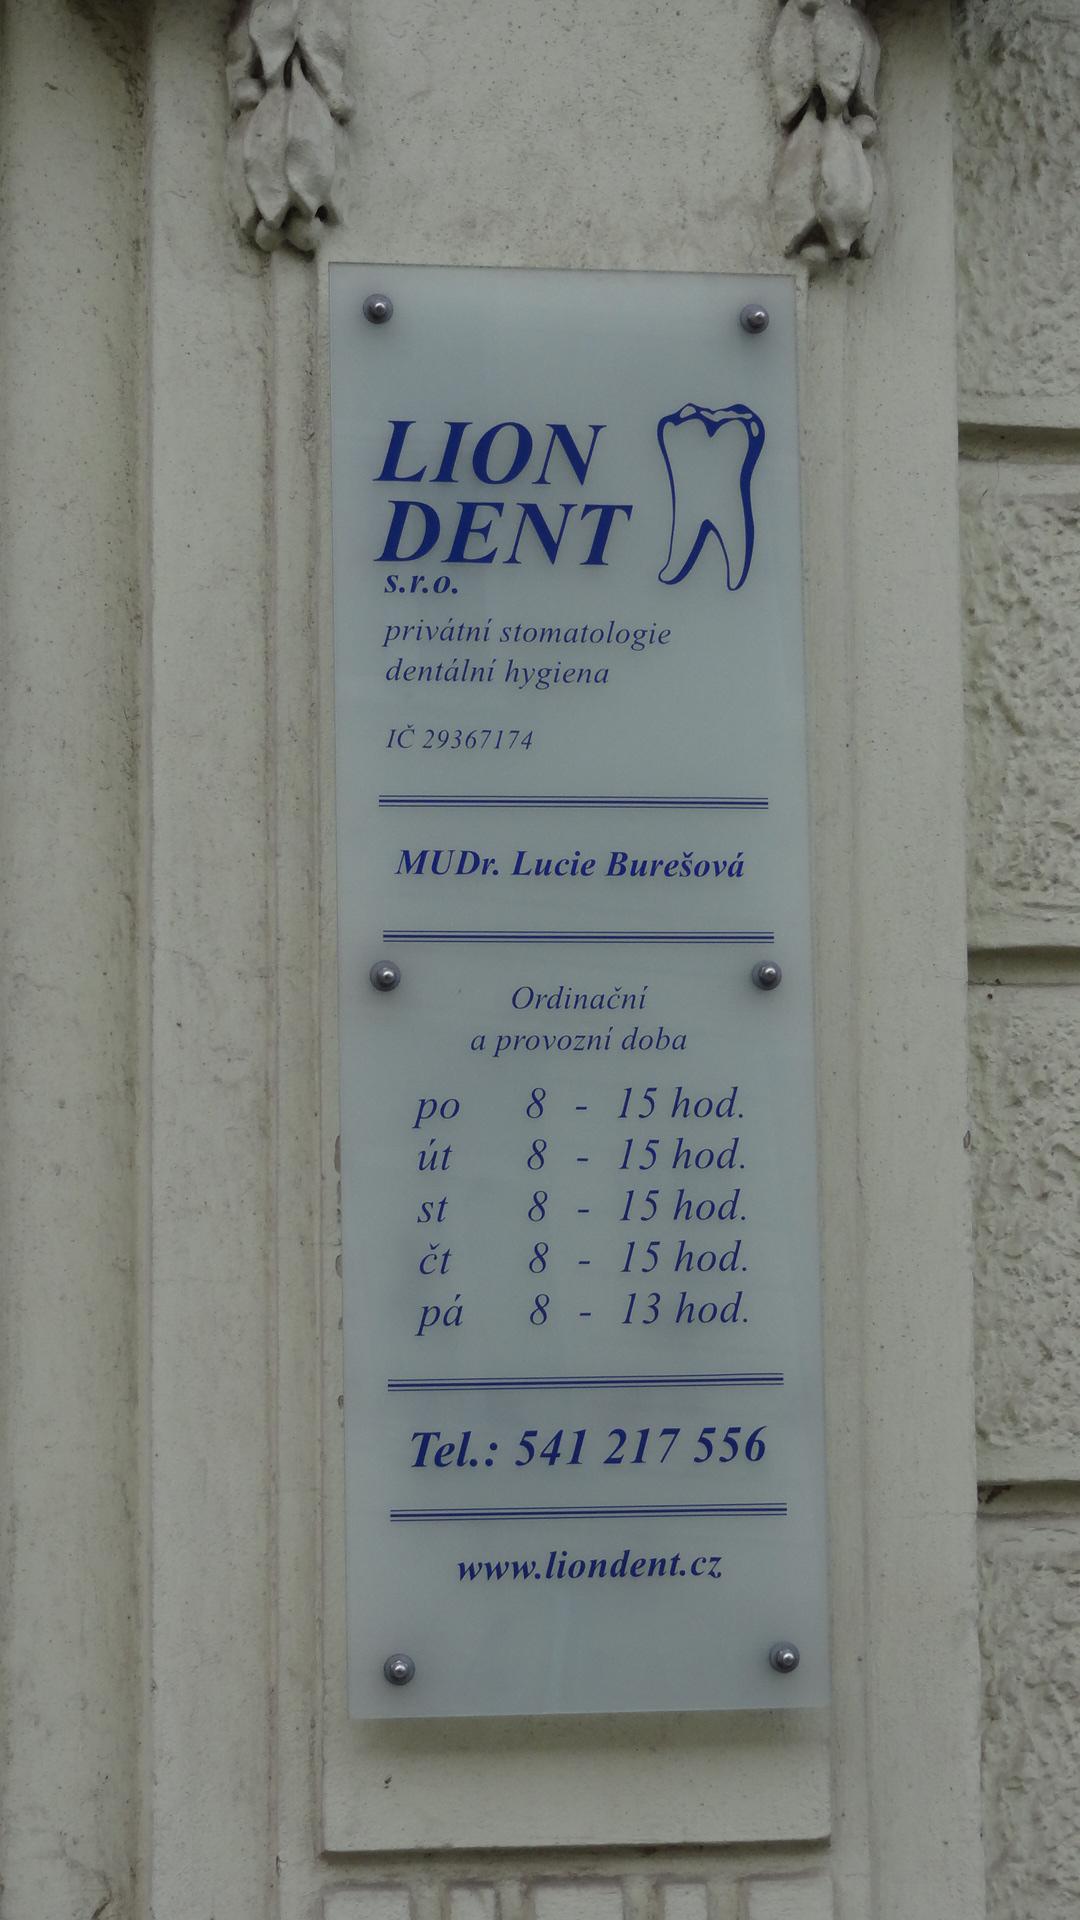 LION
DENT
s.r.o.
privátní stomatologie
dentální hygiena
IČ 29367174
MUDr. Lucie Burešová
Ordinační
a provozní doba
po 8 - 15 hod.
út 8 - 15 hod.
st 8 - 15 hod.
čt 8 - 15 hod.
pá 8 - 13 hod.
Tel.: 541 217 556
www.liondent.cz